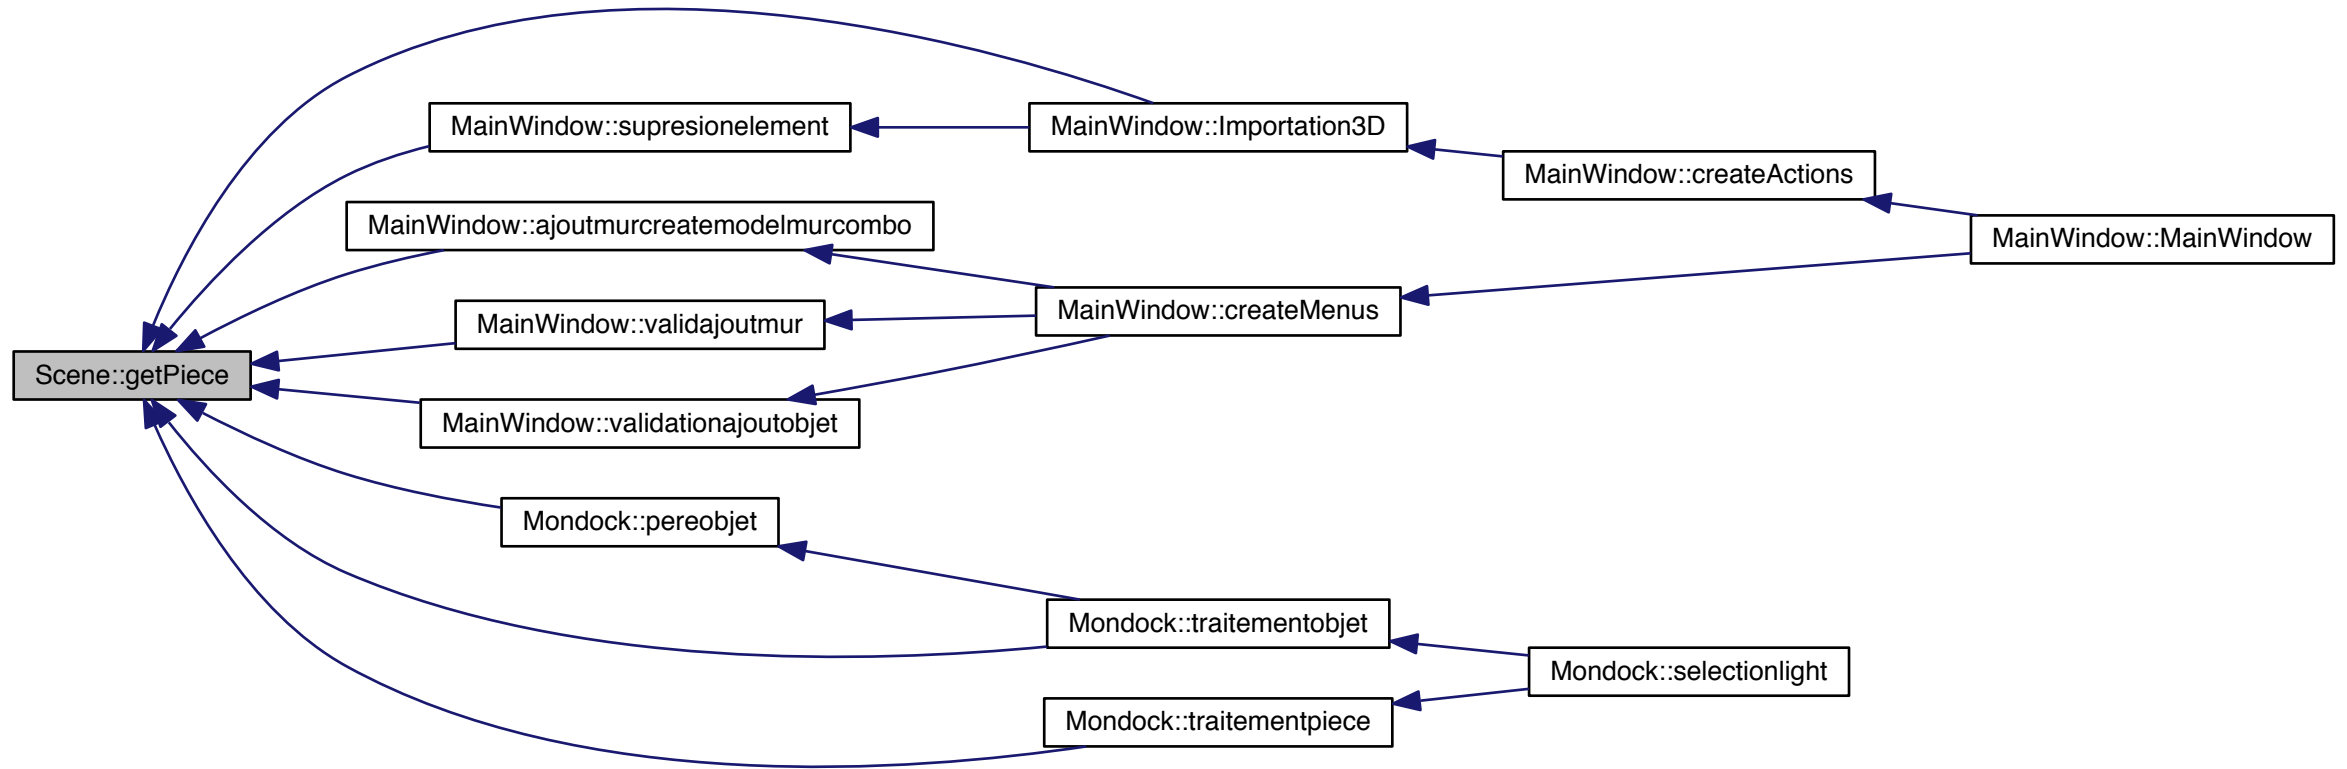 MainWindow::supresionelement
MainWindow::Importation3D
MainWindow::createActions
MainWindow::ajoutmurcreatemodelmurcombo
MainWindow::MainWindow
MainWindow::createMenus
MainWindow::validajoutmur
Scene::getPiece
MainWindow::validationajoutobjet
Mondock::pereobjet
Mondock::traitementobjet
Mondock::selectionlight
Mondock::traitementpiece